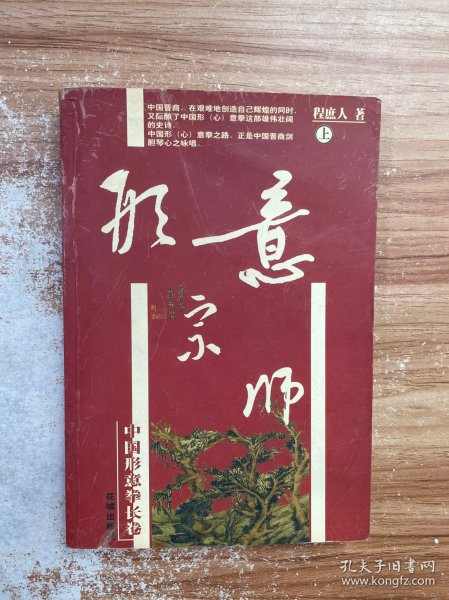 中国晋商，在艰难地创造自己辉煌的同时，
又际酿了中国形（心）意拳这部雄伟壮阔
的史诗。
中国形（心）意拳之路，正是中国晋商剑
胆琴心之咏唱。
程庶人 著
上
形意
宗
师
中国形意拳长卷
花城出版
孔夫子旧书网
www.kongfz.com